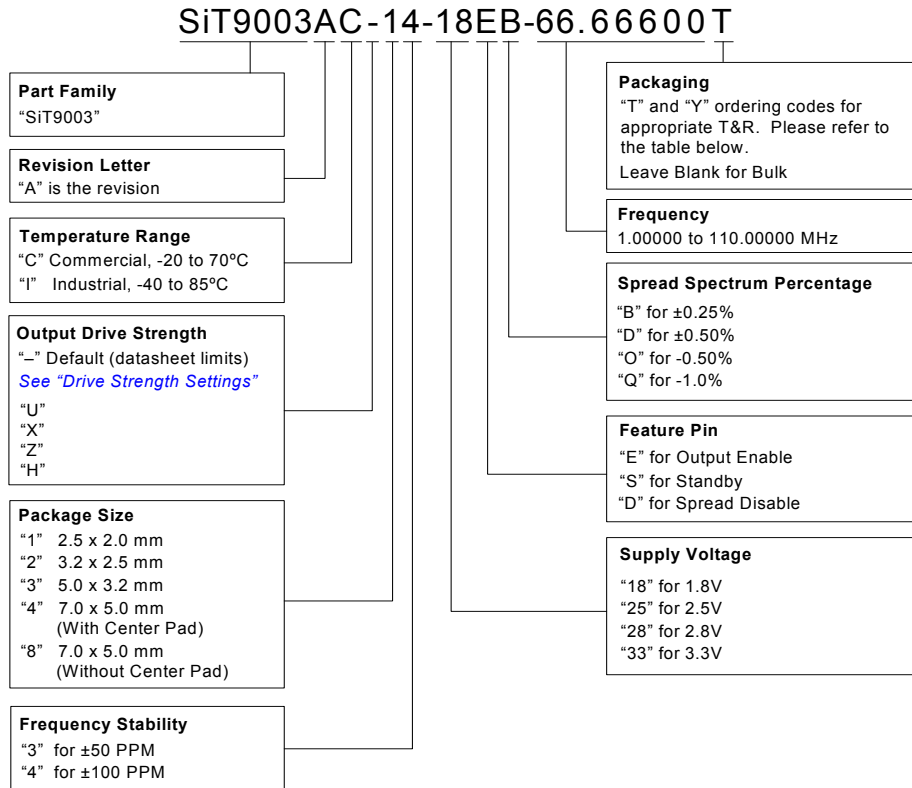 SiT9003AC-14-18EB-66.66600T
Part Family
“SiT9003”
Revision Letter
“A” is the revision
Temperature Range
“C” Commercial, -20 to 70ºC
“I” Industrial, -40 to 85ºC
Output Drive Strength
“–” Default (datasheet limits)
See “Drive Strength Settings”
“U”
“X”
“Z”
“H”
Package Size
“1” 2.5 x 2.0 mm
“2” 3.2 x 2.5 mm
“3” 5.0 x 3.2 mm
“4” 7.0 x 5.0 mm
(With Center Pad)
“8” 7.0 x 5.0 mm
(Without Center Pad)
Frequency Stability
“3” for ±50 PPM
“4” for ±100 PPM
Packaging
“T” and “Y” ordering codes for
appropriate T&R. Please refer to
the table below.
Leave Blank for Bulk
Frequency
1.00000 to 110.00000 MHz
Spread Spectrum Percentage
“B” for ±0.25%
“D” for ±0.50%
“O” for -0.50%
“Q” for -1.0%
Feature Pin
“E” for Output Enable
“S” for Standby
“D” for Spread Disable
Supply Voltage
“18” for 1.8V
“25” for 2.5V
“28” for 2.8V
“33” for 3.3V